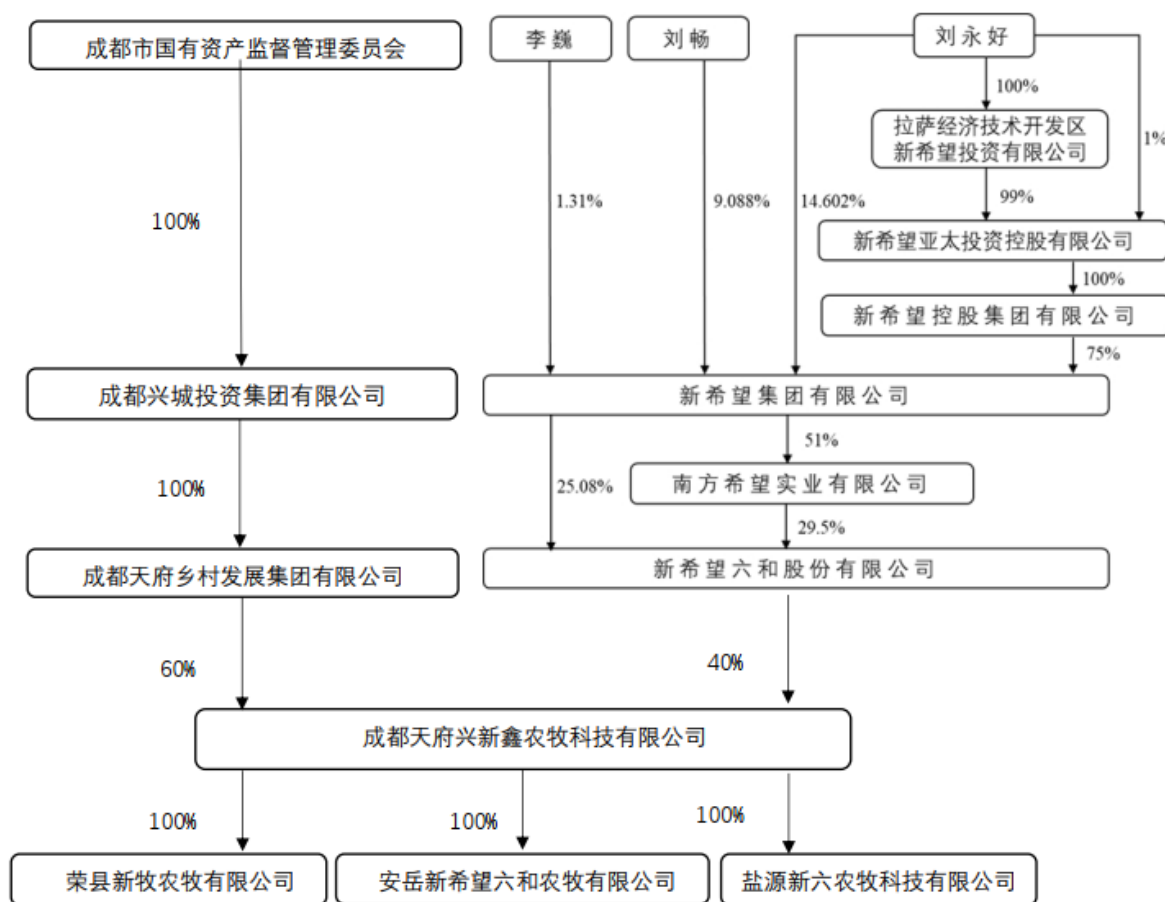 成都市国有资产监督管理委员会
李巍
刘畅
刘永好
100%
拉萨经济技术开发区
新希望投资有限公司
1%
100%
1.31%
9.088%
14.602%
99%
新希望亚太投资控股有限公司
100%
新希望控股集团有限公司
75%
成都兴城投资集团有限公司
新希望集团有限公司
51%
100%
25.08%
南方希望实业有限公司
29.5%
成都天府乡村发展集团有限公司
新希望六和股份有限公司
60%
40%
成都天府兴新鑫农牧科技有限公司
100%
100%
100%
荣县新牧农牧有限公司
安岳新希望六和农牧有限公司
盐源新六农牧科技有限公司